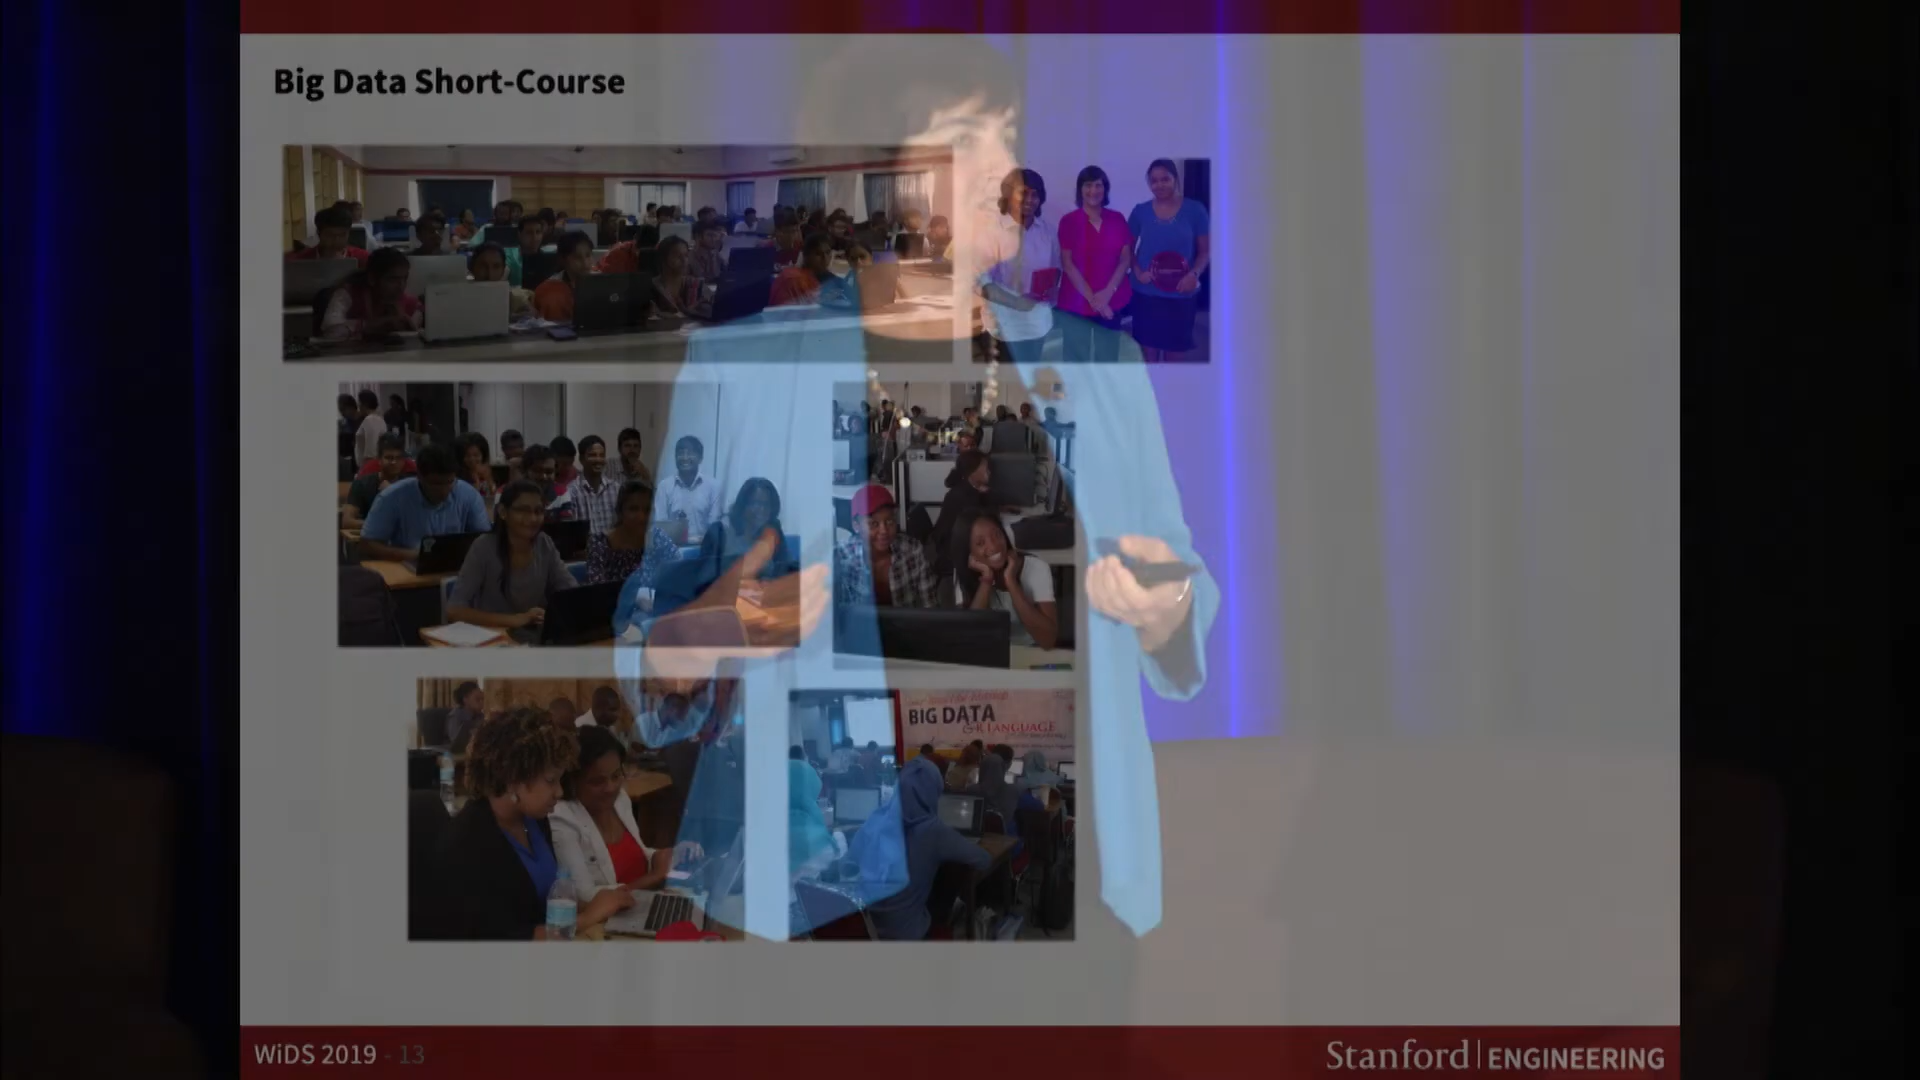 Big Data Short-Course
BIG DATA
& R LANGUAGE
WiDS 2019 - 13
Stanford | ENGINEERING